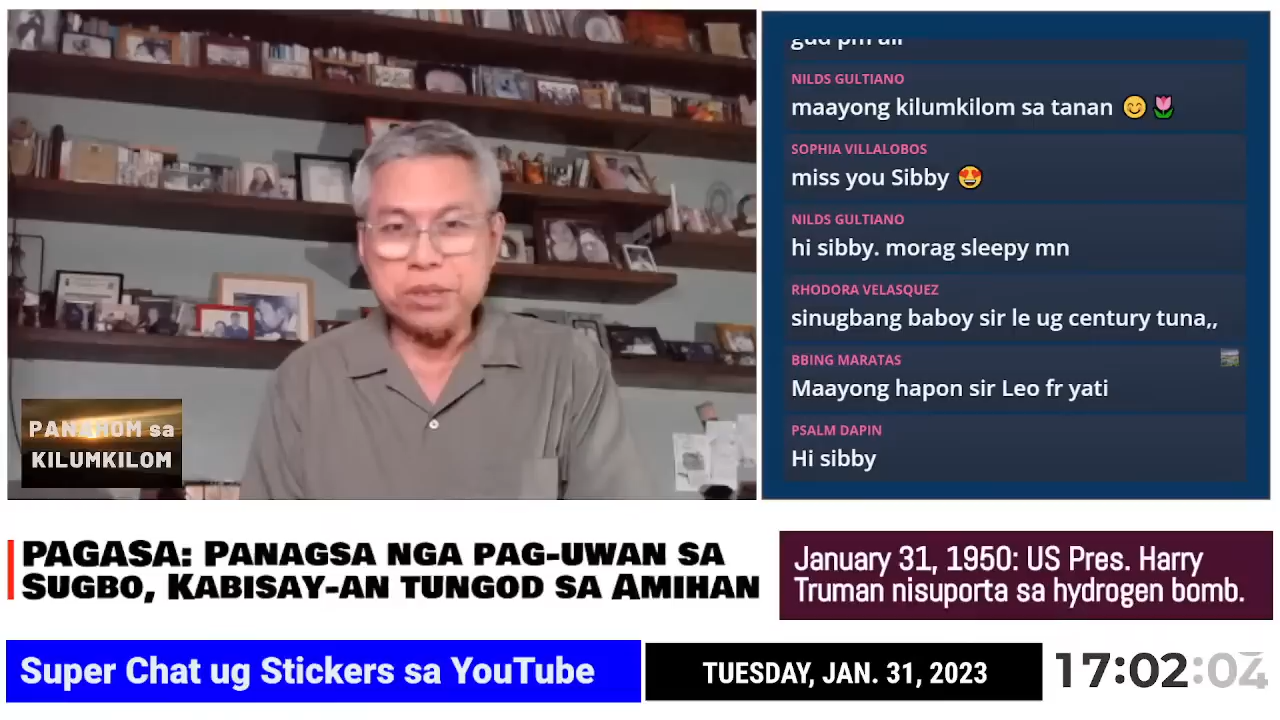 gud pm all
NILDS GULTIANO
maayong kilumkilom sa tanan 😊🌷
SOPHIA VILLALOBOS
miss you Sibby 😍
NILDS GULTIANO
hi sibby. morag sleepy mn
RHODORA VELASQUEZ
sinugbang baboy sir le ug century tuna,,
BBING MARATAS
Maayong hapon sir Leo fr yati
PSALM DAPIN
Hi sibby
PANAHOM sa
KILUMKILOM
PAGASA: PANAGSA NGA PAG-UWAN SA
SUGBO, KABISAY-AN TUNGOD SA AMIHAN
January 31, 1950: US Pres. Harry
Truman nisuporta sa hydrogen bomb.
Super Chat ug Stickers sa YouTube
TUESDAY, JAN. 31, 2023
17:02:04